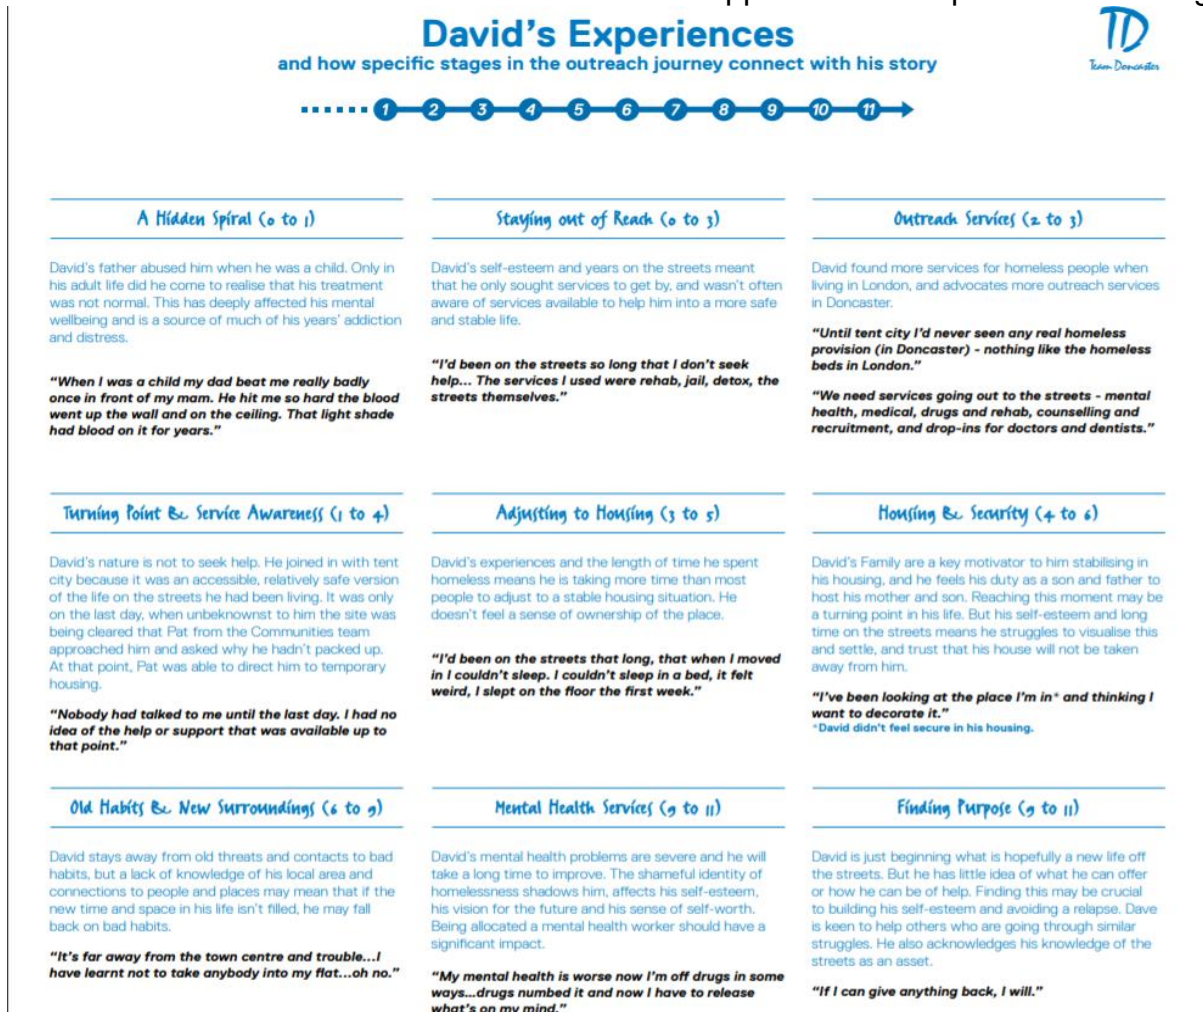 David's Experiences
and how specific stages in the outreach journey connect with his story
TD
Team Doncaster
1 2 3 4 5 6 7 8 9 10 11
A Hidden Spiral (0 to 1)
David's father abused him when he was a child. Only in
his adult life did he come to realise that his treatment
was not normal. This has deeply affected his mental
wellbeing and is a source of much of his years' addiction
and distress.
"When I was a child my dad beat me really badly
once in front of my mam. He hit me so hard the blood
went up the wall and on the ceiling. That light shade
had blood on it for years."
Staying out of Reach (0 to 3)
David's self-esteem and years on the streets meant
that he only sought services to get by, and wasn't often
aware of services available to help him into a more safe
and stable life.
"I'd been on the streets so long that I don't seek
help... The services I used were rehab, jail, detox, the
streets themselves."
Outreach Services (2 to 3)
David found more services for homeless people when
living in London, and advocates more outreach services
in Doncaster.
"Until tent city I'd never seen any real homeless
provision (in Doncaster) - nothing like the homeless
beds in London."
"We need services going out to the streets - mental
health, medical, drugs and rehab, counselling and
recruitment, and drop-ins for doctors and dentists."
Turning Point & Service Awareness (1 to 4)
David's nature is not to seek help. He joined in with tent
city because it was an accessible, relatively safe version
of the life on the streets he had been living. It was only
on the last day, when unbeknownst to him the site was
being cleared that Pat from the Communities team
approached him and asked why he hadn't packed up.
At that point, Pat was able to direct him to temporary
housing.
"Nobody had talked to me until the last day. I had no
idea of the help or support that was available up to
that point."
Adjusting to Housing (3 to 5)
David's experiences and the length of time he spent
homeless means he is taking more time than most
people to adjust to a stable housing situation. He
doesn't feel a sense of ownership of the place.
"I'd been on the streets that long, that when I moved
in I couldn't sleep. I couldn't sleep in a bed, it felt
weird, I slept on the floor the first week."
Housing & Security (4 to 6)
David's Family are a key motivator to him stabilising in
his housing, and he feels his duty as a son and father to
host his mother and son. Reaching this moment may be
a turning point in his life. But his self-esteem and long
time on the streets means he struggles to visualise this
and settle, and trust that his house will not be taken
away from him.
"I've been looking at the place I'm in* and thinking I
want to decorate it."
*David didn't feel secure in his housing.
Old Habits & New Surroundings (6 to 9)
David stays away from old threats and contacts to bad
habits, but a lack of knowledge of his local area and
connections to people and places may mean that if the
new time and space in his life isn't filled, he may fall
back on bad habits.
"It's far away from the town centre and trouble...I
have learnt not to take anybody into my flat...oh no."
Mental Health Services (9 to 11)
David's mental health problems are severe and he will
take a long time to improve. The shameful identity of
homelessness shadows him, affects his self-esteem,
his vision for the future and his sense of self-worth.
Being allocated a mental health worker should have a
significant impact.
"My mental health is worse now I'm off drugs in some
ways...drugs numbed it and now I have to release
what's on my mind."
Finding Purpose (9 to 11)
David is just beginning what is hopefully a new life off
the streets. But he has little idea of what he can offer
or how he can be of help. Finding this may be crucial
to building his self-esteem and avoiding a relapse. Dave
is keen to help others who are going through similar
struggles. He also acknowledges his knowledge of the
streets as an asset.
"If I can give anything back, I will."